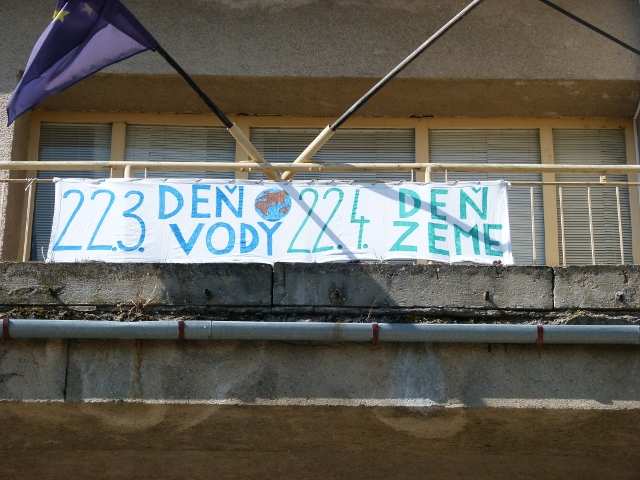 22.3. DEŇ VODY
22.4. DEŇ ZEME